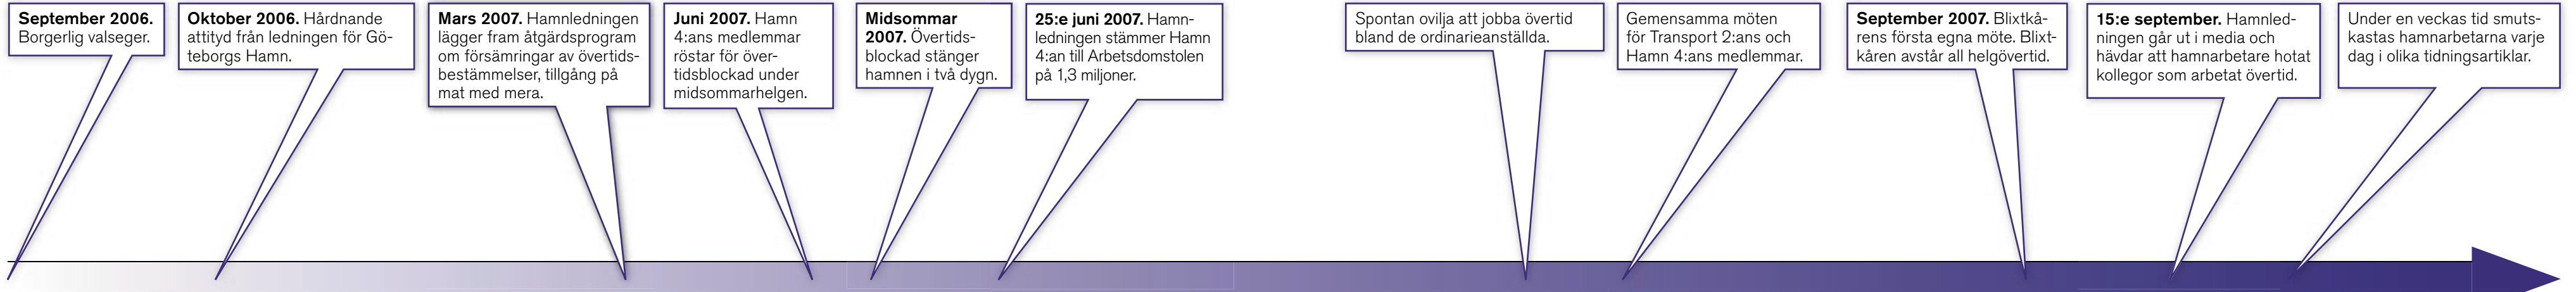 September 2006.
Borgerlig valseger.
Oktober 2006. Hårdnande
attityd från ledningen för Gö-
teborgs Hamn.
Mars 2007. Hamnledningen
lägger fram åtgärdsprogram
om försämringar av övertids-
bestämmelser, tillgång på
mat med mera.
Juni 2007. Hamn
4:ans medlemmar
röstar för över-
tidsblockad under
midsommarhelgen.
Midsommar
2007. Övertids-
blockad stänger
hamnen i två dygn.
25:e juni 2007. Hamn-
ledningen stämmer Hamn
4:an till Arbetsdomstolen
på 1,3 miljoner.
Spontan ovilja att jobba övertid
bland de ordinarieanställda.
Gemensamma möten
för Transport 2:ans och
Hamn 4:ans medlemmar.
September 2007. Blixtkå-
rens första egna möte. Blixt-
kåren avstår all helgövertid.
15:e september. Hamnled-
ningen går ut i media och
hävdar att hamnarbetare hotat
kollegor som arbetat övertid.
Under en veckas tid smuts-
kastas hamnarbetarna varje
dag i olika tidningsartiklar.